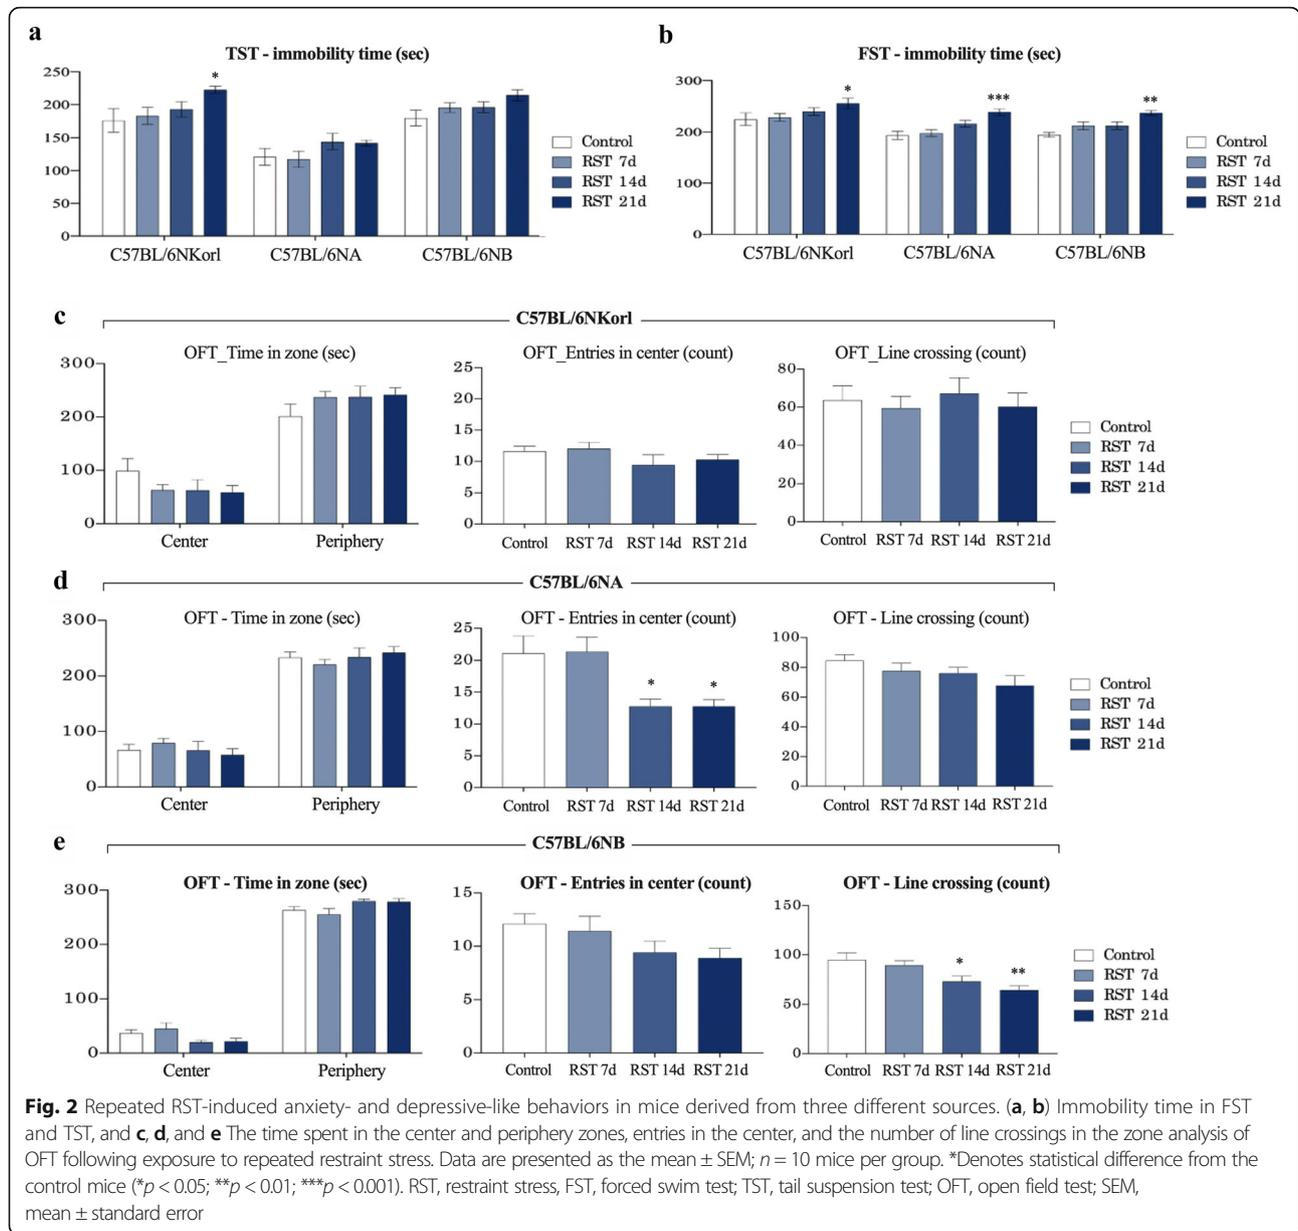 a
TST - immobility time (sec)
250
200
150
100
50
0
*
C57BL/6NKorl
C57BL/6NA
C57BL/6NB
Control
RST 7d
RST 14d
RST 21d
b
FST - immobility time (sec)
300
200
100
0
*
***
**
C57BL/6NKorl
C57BL/6NA
C57BL/6NB
Control
RST 7d
RST 14d
RST 21d
c
C57BL/6NKorl
OFT_Time in zone (sec)
300
200
100
0
Center
Periphery
OFT_Entries in center (count)
25
20
15
10
5
0
Control
RST 7d
RST 14d
RST 21d
OFT_Line crossing (count)
80
60
40
20
0
Control
RST 7d
RST 14d
RST 21d
Control
RST 7d
RST 14d
RST 21d
d
C57BL/6NA
OFT - Time in zone (sec)
300
200
100
0
Center
Periphery
OFT - Entries in center (count)
25
20
15
10
5
0
*
*
Control
RST 7d
RST 14d
RST 21d
OFT - Line crossing (count)
100
80
60
40
20
0
Control
RST 7d
RST 14d
RST 21d
Control
RST 7d
RST 14d
RST 21d
e
C57BL/6NB
OFT - Time in zone (sec)
300
200
100
0
Center
Periphery
OFT - Entries in center (count)
15
10
5
0
Control
RST 7d
RST 14d
RST 21d
OFT - Line crossing (count)
150
100
50
0
*
**
Control
RST 7d
RST 14d
RST 21d
Control
RST 7d
RST 14d
RST 21d
Fig. 2 Repeated RST-induced anxiety- and depressive-like behaviors in mice derived from three different sources. (a, b) Immobility time in FST
and TST, and c, d, and e The time spent in the center and periphery zones, entries in the center, and the number of line crossings in the zone analysis of
OFT following exposure to repeated restraint stress. Data are presented as the mean ± SEM; n = 10 mice per group. *Denotes statistical difference from the
control mice (*p < 0.05; **p < 0.01; ***p < 0.001). RST, restraint stress, FST, forced swim test; TST, tail suspension test; OFT, open field test; SEM,
mean ± standard error